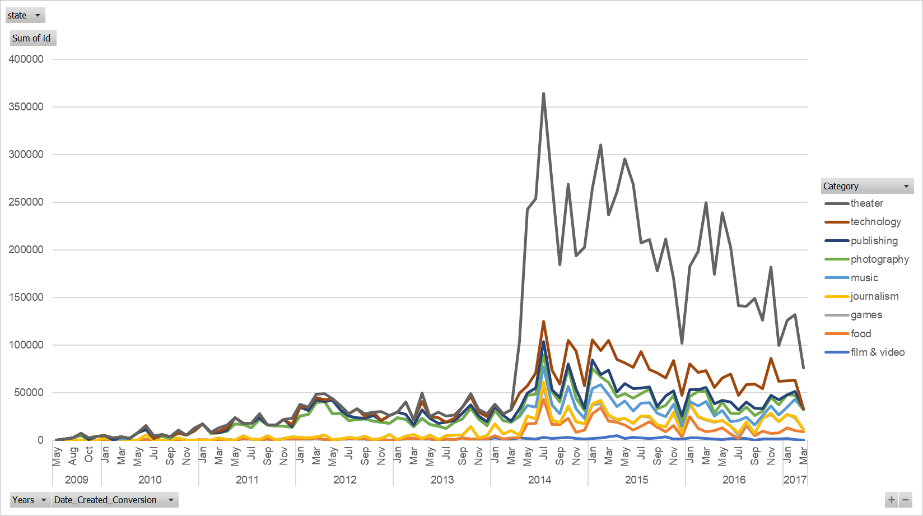 state
Sum of id
400000
350000
300000
250000
200000
150000
100000
50000
0
Category
theater
technology
publishing
photography
music
journalism
games
food
film & video
May Aug Oct Jan Mar May Jul Sep Nov Jan Mar May Jul Sep Nov Jan Mar May Jul Sep Nov Jan Mar May Jul Sep Nov Jan Mar May Jul Sep Nov Jan Mar May Jul Sep Nov Jan Mar May Jul Sep Nov Jan Mar
2009 2010 2011 2012 2013 2014 2015 2016 2017
Years Date_Created_Conversion + −